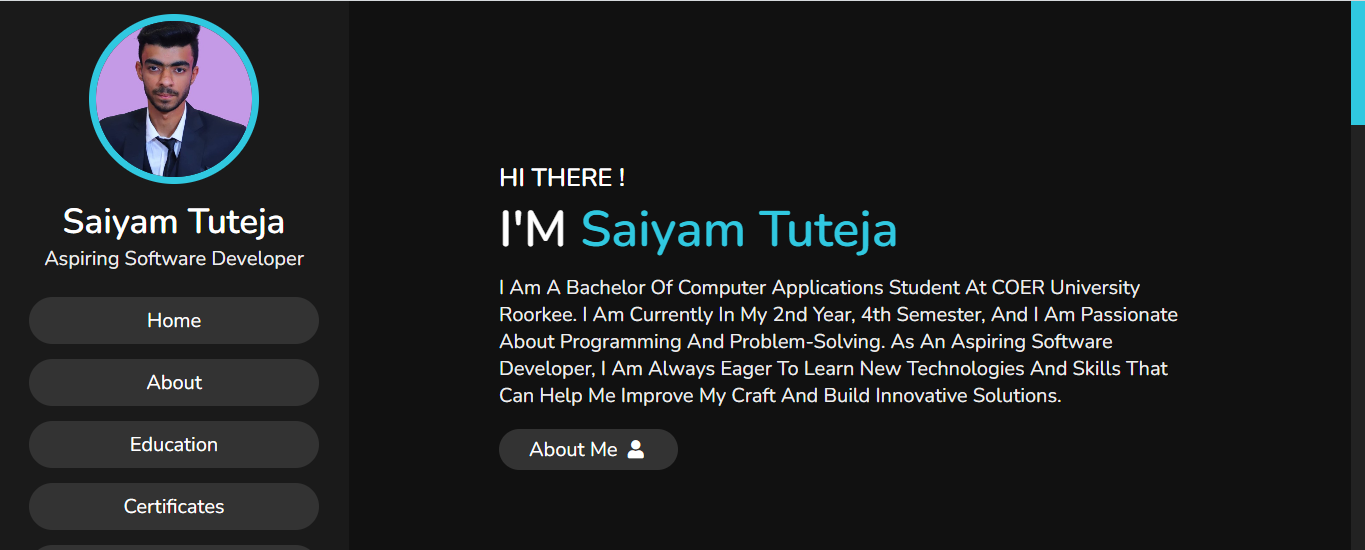 Saiyam Tuteja
Aspiring Software Developer
Home
About
Education
Certificates
HI THERE !
I'M Saiyam Tuteja
I Am A Bachelor Of Computer Applications Student At COER University
Roorkee. I Am Currently In My 2nd Year, 4th Semester, And I Am Passionate
About Programming And Problem-Solving. As An Aspiring Software
Developer, I Am Always Eager To Learn New Technologies And Skills That
Can Help Me Improve My Craft And Build Innovative Solutions.
About Me